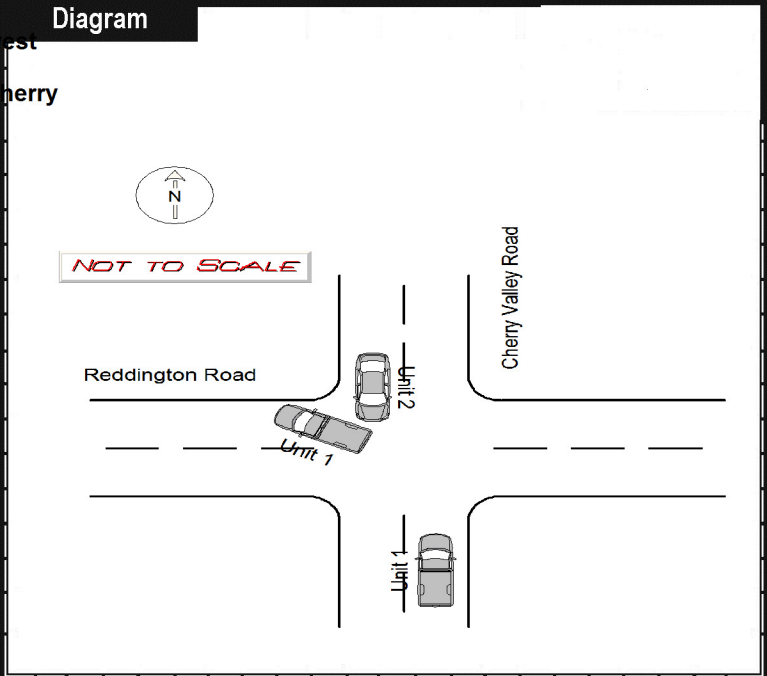 Diagram
est
herry
N
NOT TO SCALE
Cherry Valley Road
Reddington Road
Unit 2
Unit 1
Unit 1